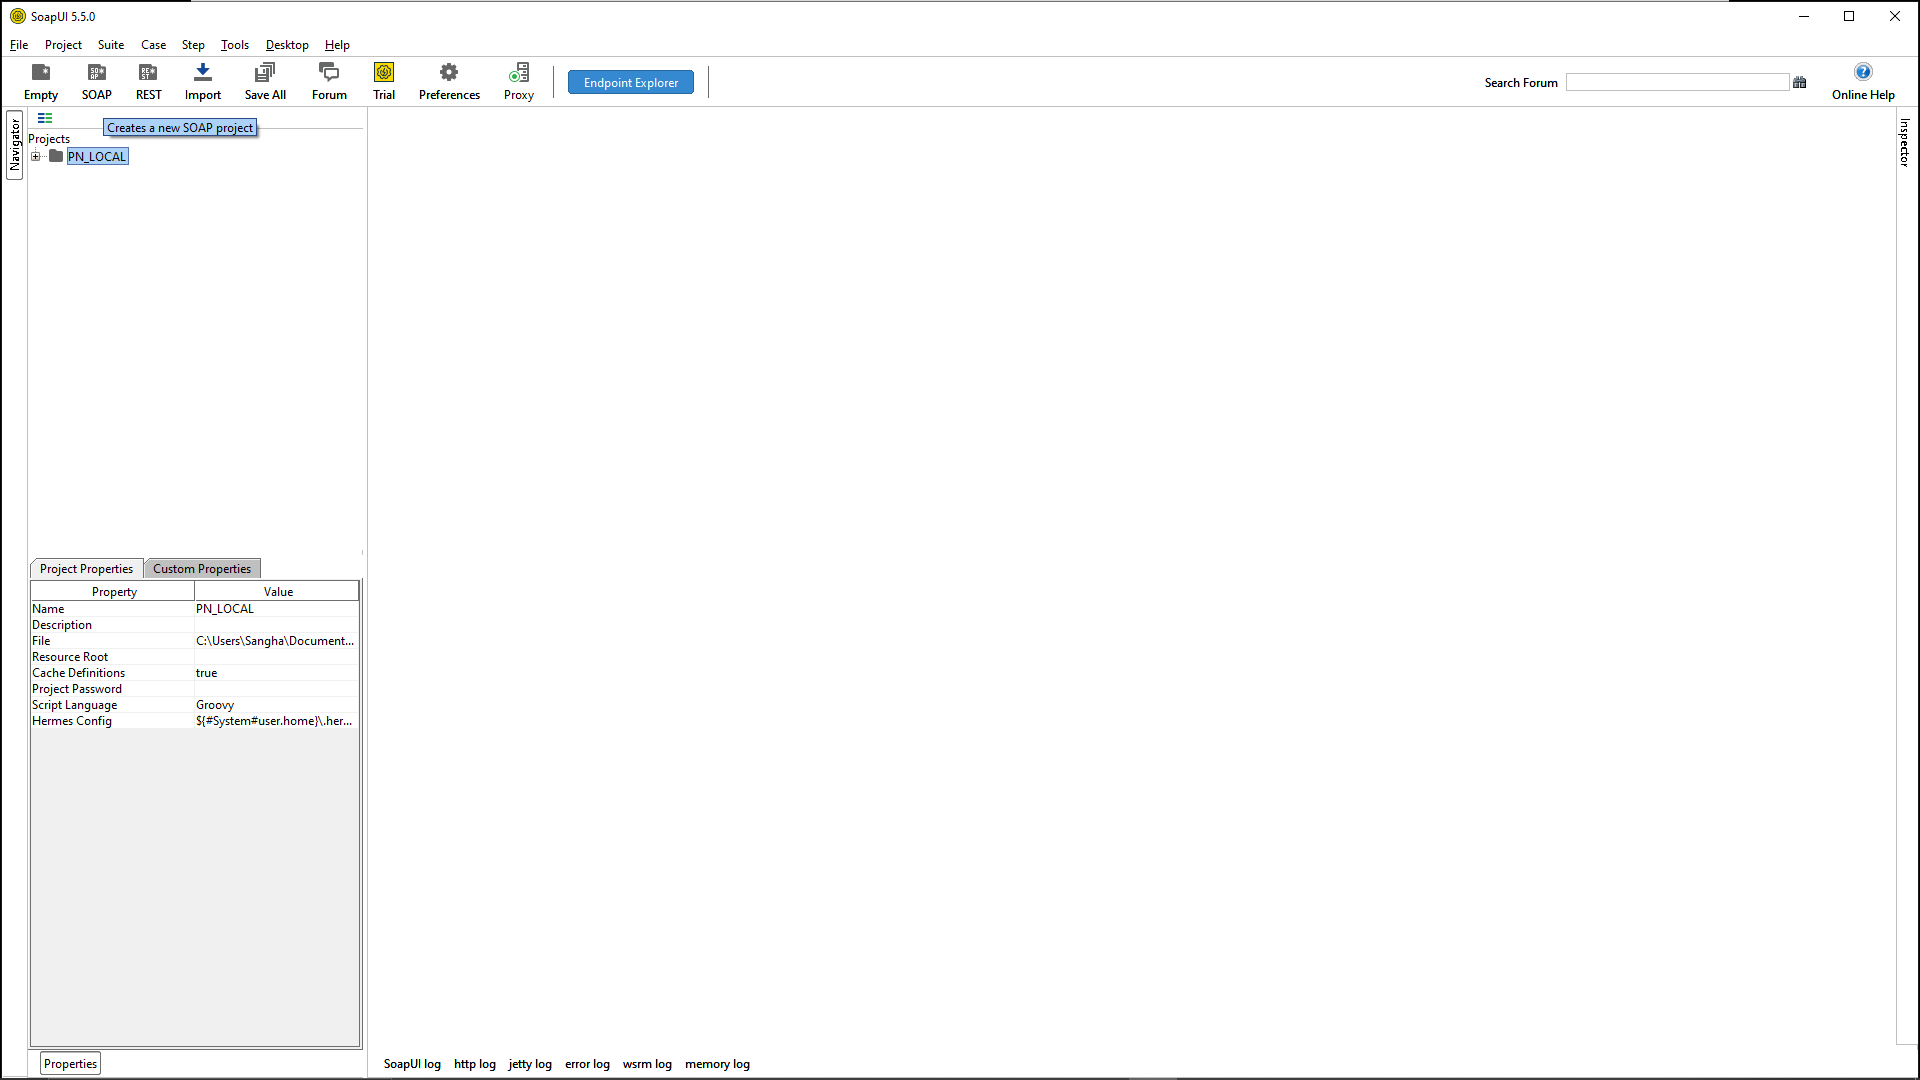 SoapUI 5.5.0
File Project Suite Case Step Tools Desktop Help
Empty SOAP REST Import Save All Forum Trial Preferences Proxy Endpoint Explorer Search Forum Online Help
Navigator
Creates a new SOAP project
Inspector
Projects
PN_LOCAL
Project Properties Custom Properties
Property Value
Name PN_LOCAL
Description
File C:\Users\Sangha\Document...
Resource Root
Cache Definitions true
Project Password
Script Language Groovy
Hermes Config ${#System#user.home}\.her...
Properties SoapUI log http log jetty log error log wsrm log memory log